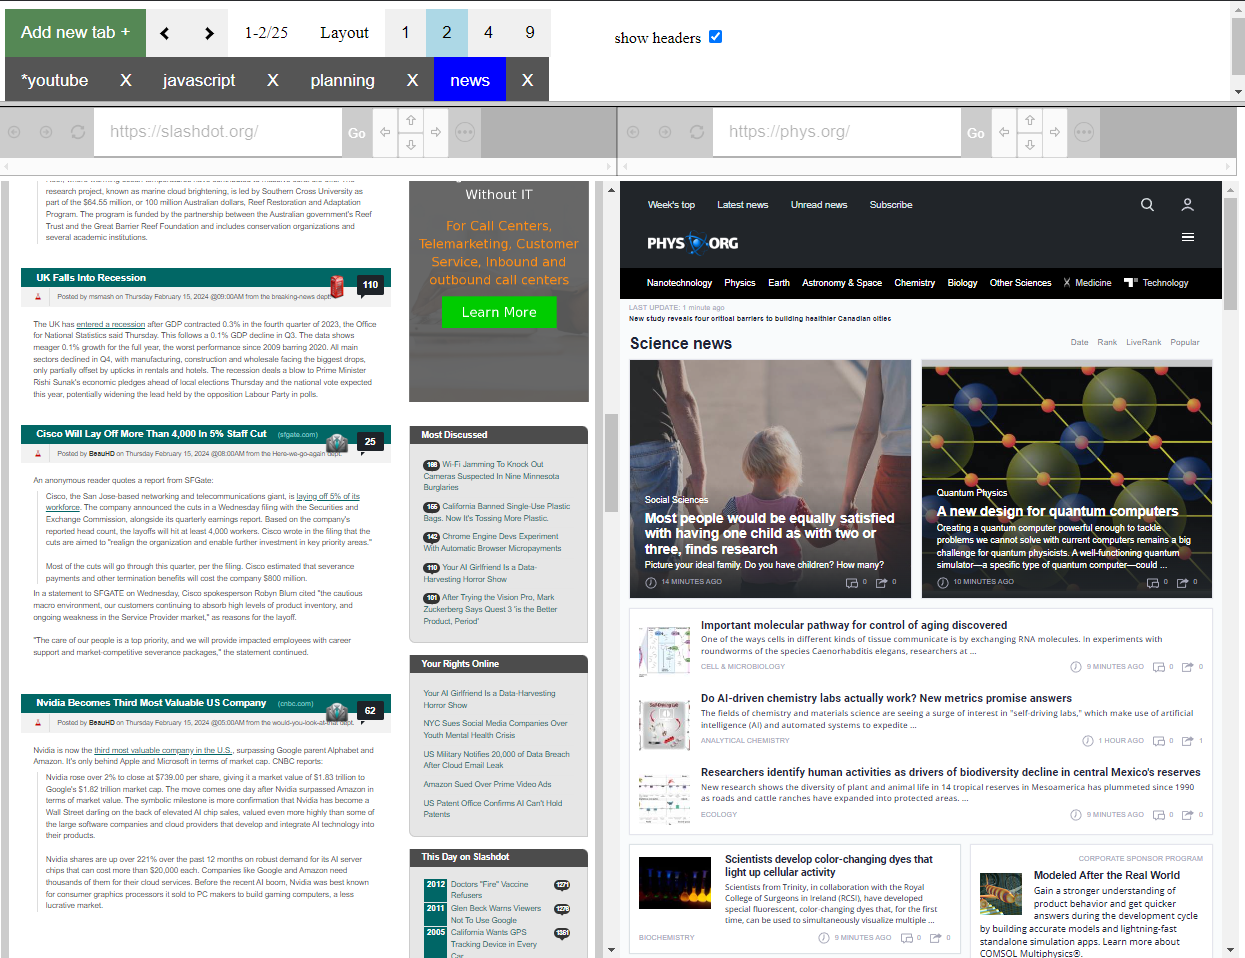 Add new tab +
1-2/25
Layout
1
2
4
9
show headers
*youtube
X
javascript
X
planning
X
news
X
https://slashdot.org/
Go
https://phys.org/
Go
research project, known as marine cloud brightening, is led by Southern Cross University as
part of the $64.55 million, or 100 million Australian dollars, Reef Restoration and Adaptation
Program. The program is funded by the partnership between the Australian government's Reef
Trust and the Great Barrier Reef Foundation and includes conservation organizations and
several academic institutions.
UK Falls Into Recession
110
Posted by msmash on Thursday February 15, 2024 @09:00AM from the breaking-news dept.
The UK has entered a recession after GDP contracted 0.3% in the fourth quarter of 2023, the Office
for National Statistics said Thursday. This follows a 0.1% GDP decline in Q3. The data shows
meager 0.1% growth for the full year, the worst performance since 2009 barring 2020. All main
sectors declined in Q4, with manufacturing, construction and wholesale facing the biggest drops,
only partially offset by upticks in rentals and hotels. The recession deals a blow to Prime Minister
Rishi Sunak's economic pledges ahead of local elections Thursday and the national vote expected
this year, potentially widening the lead held by the opposition Labour Party in polls.
Cisco Will Lay Off More Than 4,000 In 5% Staff Cut (sfgate.com)
25
Posted by BeauHD on Thursday February 15, 2024 @08:00AM from the Here-we-go-again dept.
An anonymous reader quotes a report from SFGate:
Cisco, the San Jose-based networking and telecommunications giant, is laying off 5% of its
workforce. The company announced the cuts in a Wednesday filing with the Securities and
Exchange Commission, alongside its quarterly earnings report. Based on the company's
reported head count, the layoffs will hit at least 4,000 workers. Cisco wrote in the filing that the
cuts are aimed to "realign the organization and enable further investment in key priority areas."
Most of the cuts will go through this quarter, per the filing. Cisco estimated that severance
payments and other termination benefits will cost the company $800 million.
In a statement to SFGATE on Wednesday, Cisco spokesperson Robyn Blum cited "the cautious
macro environment, our customers continuing to absorb high levels of product inventory, and
ongoing weakness in the Service Provider market," as reasons for the layoff.
"The care of our people is a top priority, and we will provide impacted employees with career
support and market-competitive severance packages," the statement continued.
Nvidia Becomes Third Most Valuable US Company (cnbc.com)
62
Posted by BeauHD on Thursday February 15, 2024 @05:00AM from the would-you-look-at-that dept.
Nvidia is now the third most valuable company in the U.S., surpassing Google parent Alphabet and
Amazon. It's only behind Apple and Microsoft in terms of market cap. CNBC reports:
Nvidia rose over 2% to close at $739.00 per share, giving it a market value of $1.83 trillion to
Google's $1.82 trillion market cap. The move comes one day after Nvidia surpassed Amazon in
terms of market value. The symbolic milestone is more confirmation that Nvidia has become a
Wall Street darling on the back of elevated AI chip sales, valued even more highly than some of
the large software companies and cloud providers that develop and integrate AI technology into
their products.
Nvidia shares are up over 221% over the past 12 months on robust demand for its AI server
chips that can cost more than $20,000 each. Companies like Google and Amazon need
thousands of them for their cloud services. Before the recent AI boom, Nvidia was best known
for consumer graphics processors it sold to PC makers to build gaming computers, a less
lucrative market.
Without IT
For Call Centers,
Telemarketing, Customer
Service, Inbound and
outbound call centers
Learn More
Most Discussed
168 Wi-Fi Jamming To Knock Out
Cameras Suspected In Nine Minnesota
Burglaries
155 California Banned Single-Use Plastic
Bags. Now It's Tossing More Plastic.
142 Chrome Engine Devs Experiment
With Automatic Browser Micropayments
110 Your AI Girlfriend Is a Data-
Harvesting Horror Show
101 After Trying the Vision Pro, Mark
Zuckerberg Says Quest 3 'is the Better
Product, Period'
Your Rights Online
Your AI Girlfriend Is a Data-Harvesting
Horror Show
NYC Sues Social Media Companies Over
Youth Mental Health Crisis
US Military Notifies 20,000 of Data Breach
After Cloud Email Leak
Amazon Sued Over Prime Video Ads
US Patent Office Confirms AI Can't Hold
Patents
This Day on Slashdot
2012 Doctors "Fire" Vaccine 1271
Refusers
2011 Glen Beck Warns Viewers
Not To Use Google
2005 California Wants GPS 1361
Tracking Device in Every
Car
Week's top
Latest news
Unread news
Subscribe
PHYS ORG
Nanotechnology
Physics
Earth
Astronomy & Space
Chemistry
Biology
Other Sciences
Medicine
Technology
LAST UPDATE: 1 minute ago
New study reveals four critical barriers to building healthier Canadian cities
Science news
Date
Rank
LiveRank
Popular
Social Sciences
Most people would be equally satisfied
with having one child as with two or
three, finds research
Picture your ideal family. Do you have children? How many?
14 MINUTES AGO
0
0
Quantum Physics
A new design for quantum computers
Creating a quantum computer powerful enough to tackle
problems we cannot solve with current computers remains a big
challenge for quantum physicists. A well-functioning quantum
simulator—a specific type of quantum computer—could ...
10 MINUTES AGO
0
0
Important molecular pathway for control of aging discovered
One of the ways cells in different kinds of tissue communicate is by exchanging RNA molecules. In experiments with
roundworms of the species Caenorhabditis elegans, researchers at ...
CELL & MICROBIOLOGY
9 MINUTES AGO
0
0
Do AI-driven chemistry labs actually work? New metrics promise answers
The fields of chemistry and materials science are seeing a surge of interest in "self-driving labs," which make use of artificial
intelligence (AI) and automated systems to expedite ...
ANALYTICAL CHEMISTRY
1 HOUR AGO
0
1
Researchers identify human activities as drivers of biodiversity decline in central Mexico's reserves
New research shows the diversity of plant and animal life in 14 tropical reserves in Mesoamerica has plummeted since 1990
as roads and cattle ranches have expanded into protected areas. ...
ECOLOGY
9 MINUTES AGO
0
0
Scientists develop color-changing dyes that
light up cellular activity
Scientists from Trinity, in collaboration with the Royal
College of Surgeons in Ireland (RCSI), have developed
special fluorescent, color-changing dyes that, for the first
time, can be used to simultaneously visualize multiple ...
BIOCHEMISTRY
9 MINUTES AGO
0
0
CORPORATE SPONSOR PROGRAM
Modeled After the Real World
Gain a stronger understanding of
product behavior and get quicker
answers during the development cycle
by building accurate models and lightning-fast
standalone simulation apps. Learn more about
COMSOL Multiphysics®.